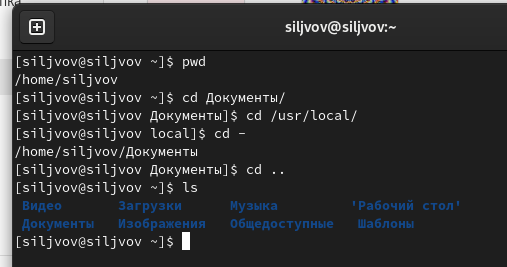 пка
siljvov@siljvov:~
[siljvov@siljvov ~]$ pwd
/home/siljvov
[siljvov@siljvov ~]$ cd Документы/
[siljvov@siljvov Документы]$ cd /usr/local/
[siljvov@siljvov local]$ cd -
/home/siljvov/Документы
[siljvov@siljvov Документы]$ cd ..
[siljvov@siljvov ~]$ ls
Видео Загрузки Музыка 'Рабочий стол'
Документы Изображения Общедоступные Шаблоны
[siljvov@siljvov ~]$